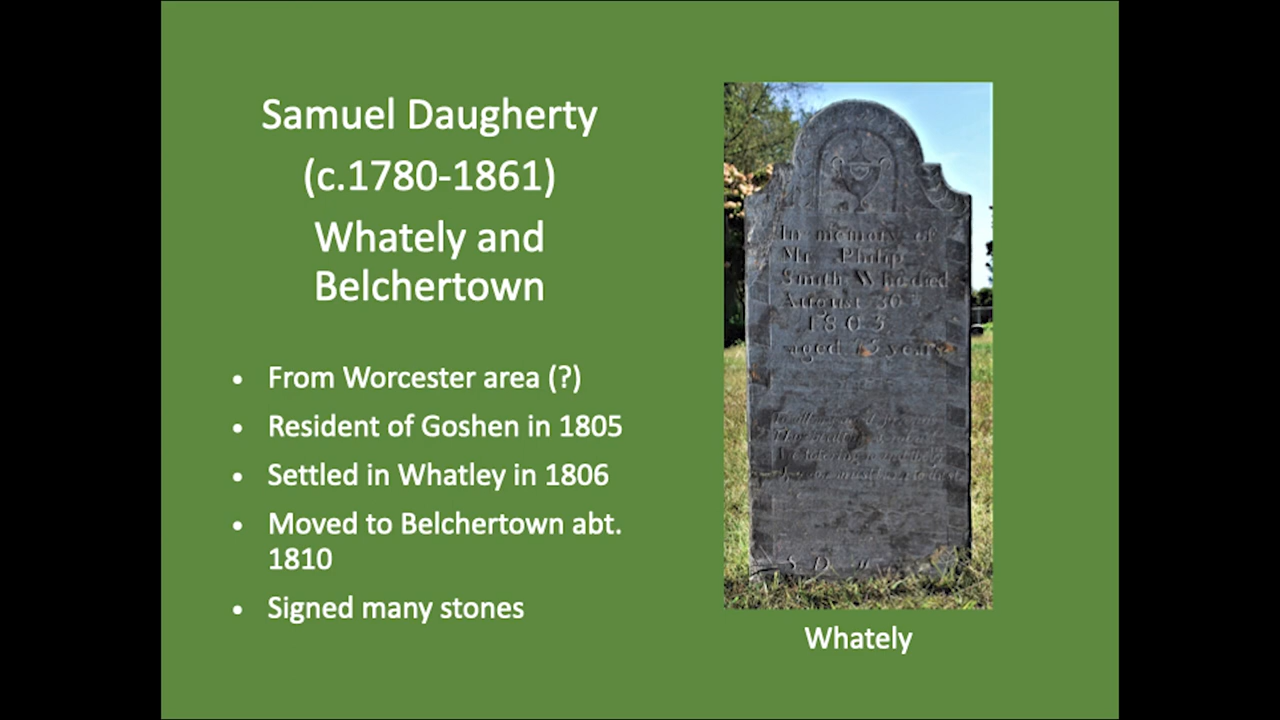 Samuel Daugherty
(c.1780-1861)
Whately and
Belchertown
• From Worcester area (?)
• Resident of Goshen in 1805
• Settled in Whatley in 1806
• Moved to Belchertown abt.
1810
• Signed many stones
In memory of
Mr. Philip
Smith Who died
August 30
1803
aged years
S. D
Whately